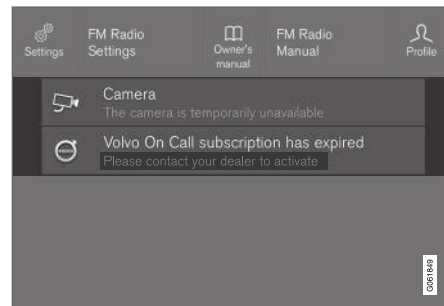 FM Radio
Settings
Settings
Owner's
manual
FM Radio
Manual
Profile
Camera
The camera is temporarily unavailable
Volvo On Call subscription has expired
Please contact your dealer to activate
G061849